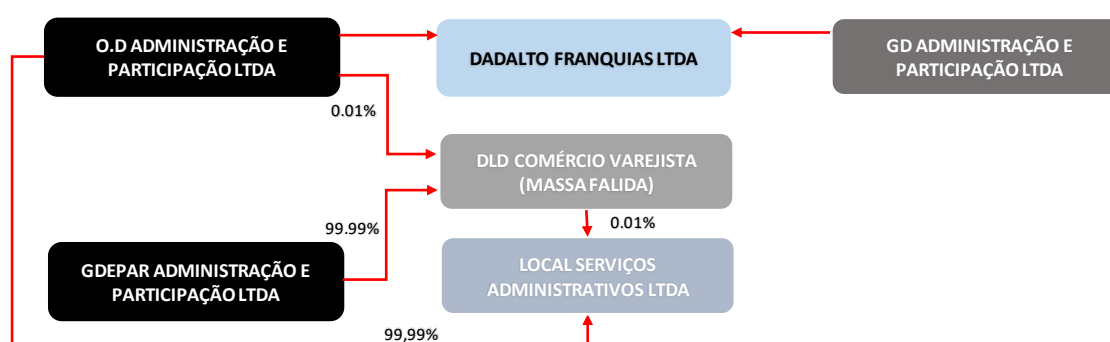 O.D ADMINISTRAÇÃO E
PARTICIPAÇÃO LTDA
DADALTO FRANQUIAS LTDA
GD ADMINISTRAÇÃO E
PARTICIPAÇÃO LTDA
0.01%
DLD COMÉRCIO VAREJISTA
(MASSA FALIDA)
99.99%
0.01%
GDEPAR ADMINISTRAÇÃO E
PARTICIPAÇÃO LTDA
LOCAL SERVIÇOS
ADMINISTRATIVOS LTDA
99,99%